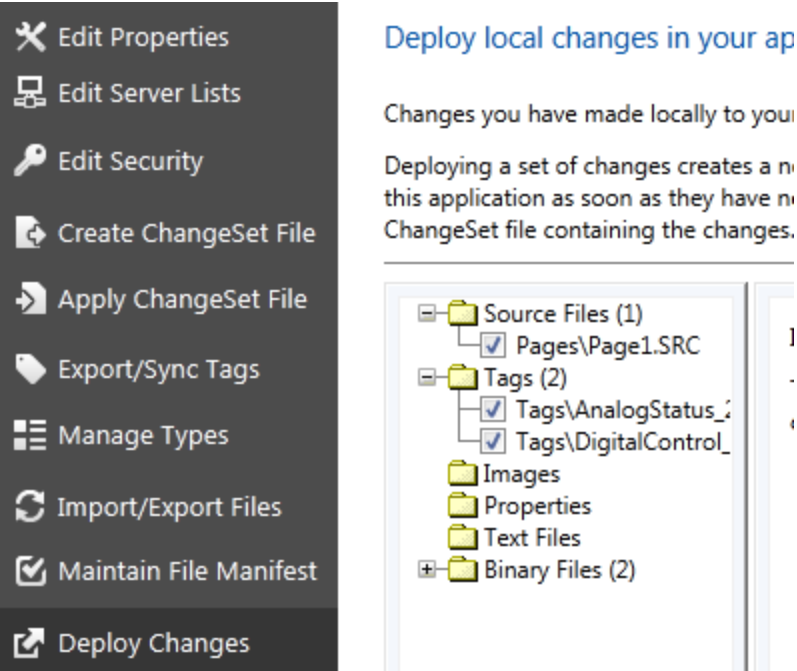 Edit Properties
Edit Server Lists
Edit Security
Create ChangeSet File
Apply ChangeSet File
Export/Sync Tags
Manage Types
Import/Export Files
Maintain File Manifest
Deploy Changes
Deploy local changes in your ap
Changes you have made locally to your
Deploying a set of changes creates a ne
this application as soon as they have ne
ChangeSet file containing the changes.
Source Files (1)
Pages\Page1.SRC
Tags (2)
Tags\AnalogStatus_2
Tags\DigitalControl_
Images
Properties
Text Files
Binary Files (2)